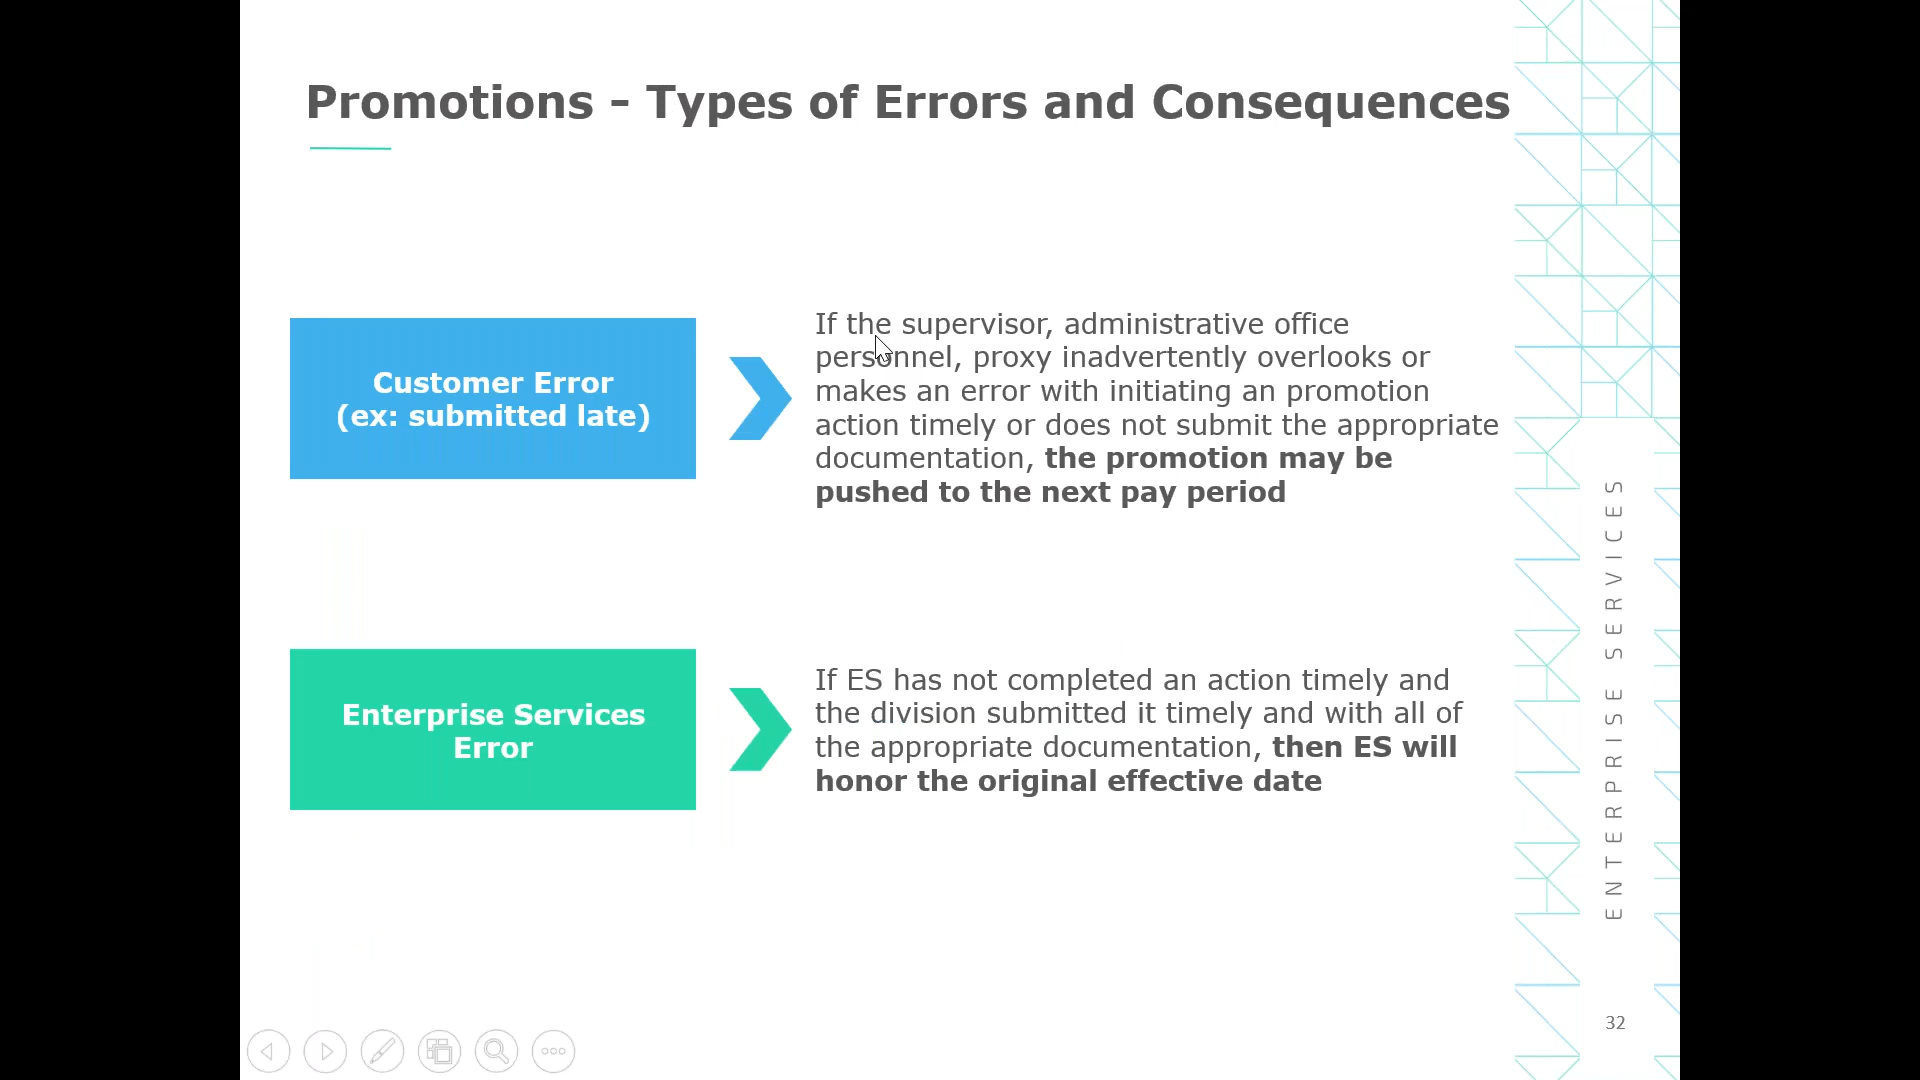 Promotions – Types of Errors and Consequences
Customer Error
(ex: submitted late)
If the supervisor, administrative office
personnel, proxy inadvertently overlooks or
makes an error with initiating an promotion
action timely or does not submit the appropriate
documentation, the promotion may be
pushed to the next pay period
Enterprise Services
Error
If ES has not completed an action timely and
the division submitted it timely and with all of
the appropriate documentation, then ES will
honor the original effective date
ENTERPRISE SERVICES
32